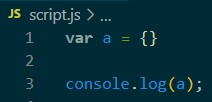 JS script.js > ...
1 var a = {}
2
3 console.log(a);